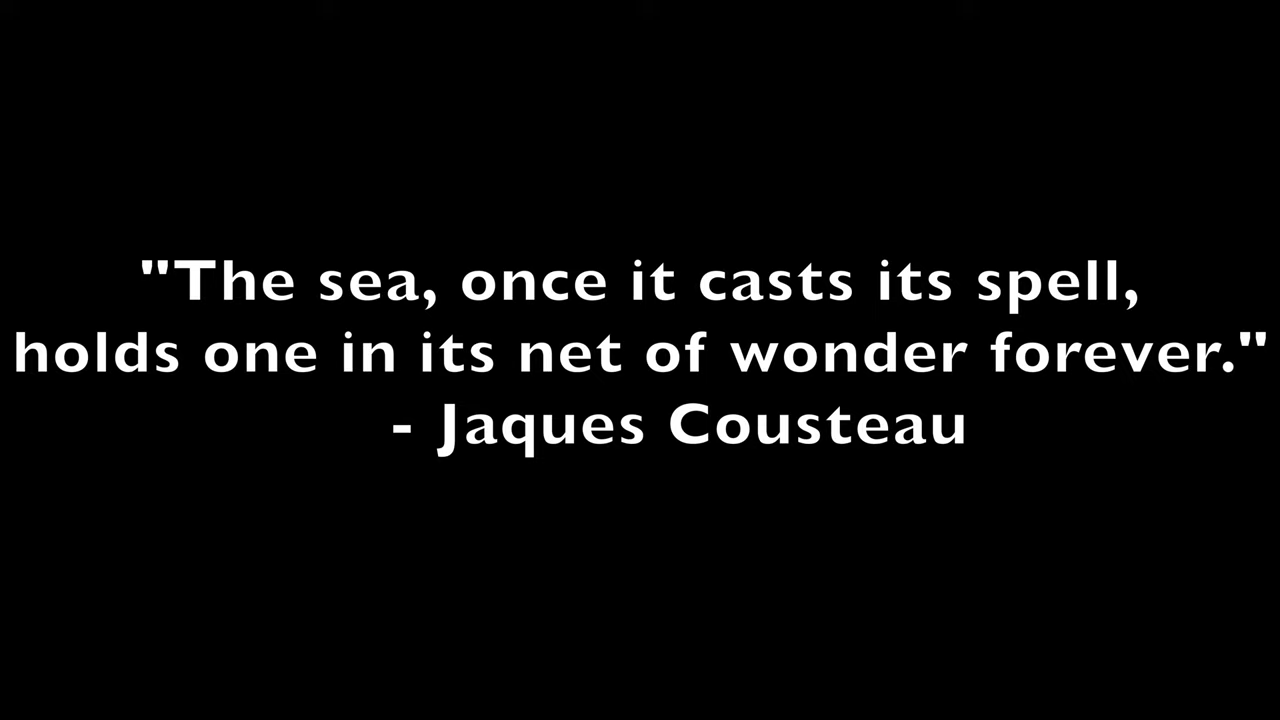 "The sea, once it casts its spell,
holds one in its net of wonder forever."
- Jaques Cousteau